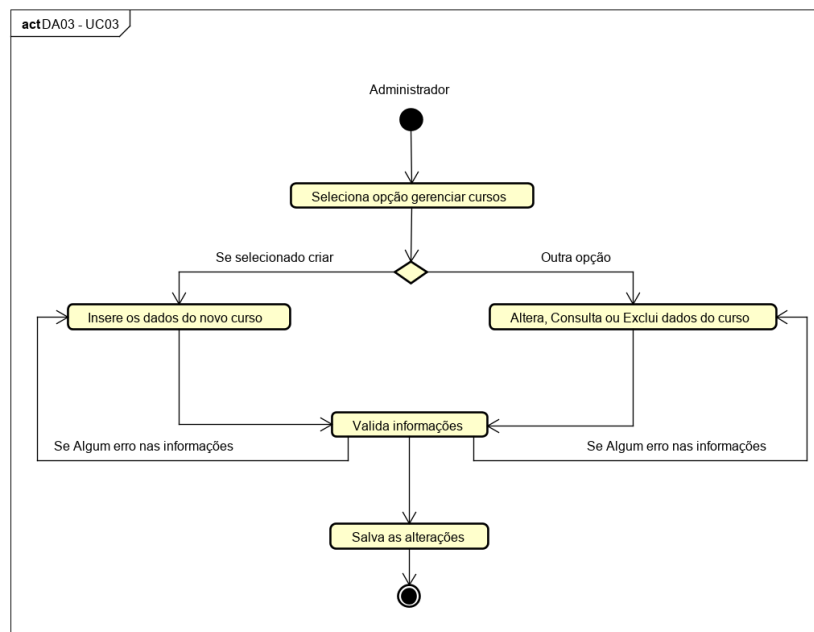 act DA03 - UC03
Administrador
Seleciona opção gerenciar cursos
Se selecionado criar
Outra opção
Insere os dados do novo curso
Altera, Consulta ou Exclui dados do curso
Valida informações
Se Algum erro nas informações
Se Algum erro nas informações
Salva as alterações